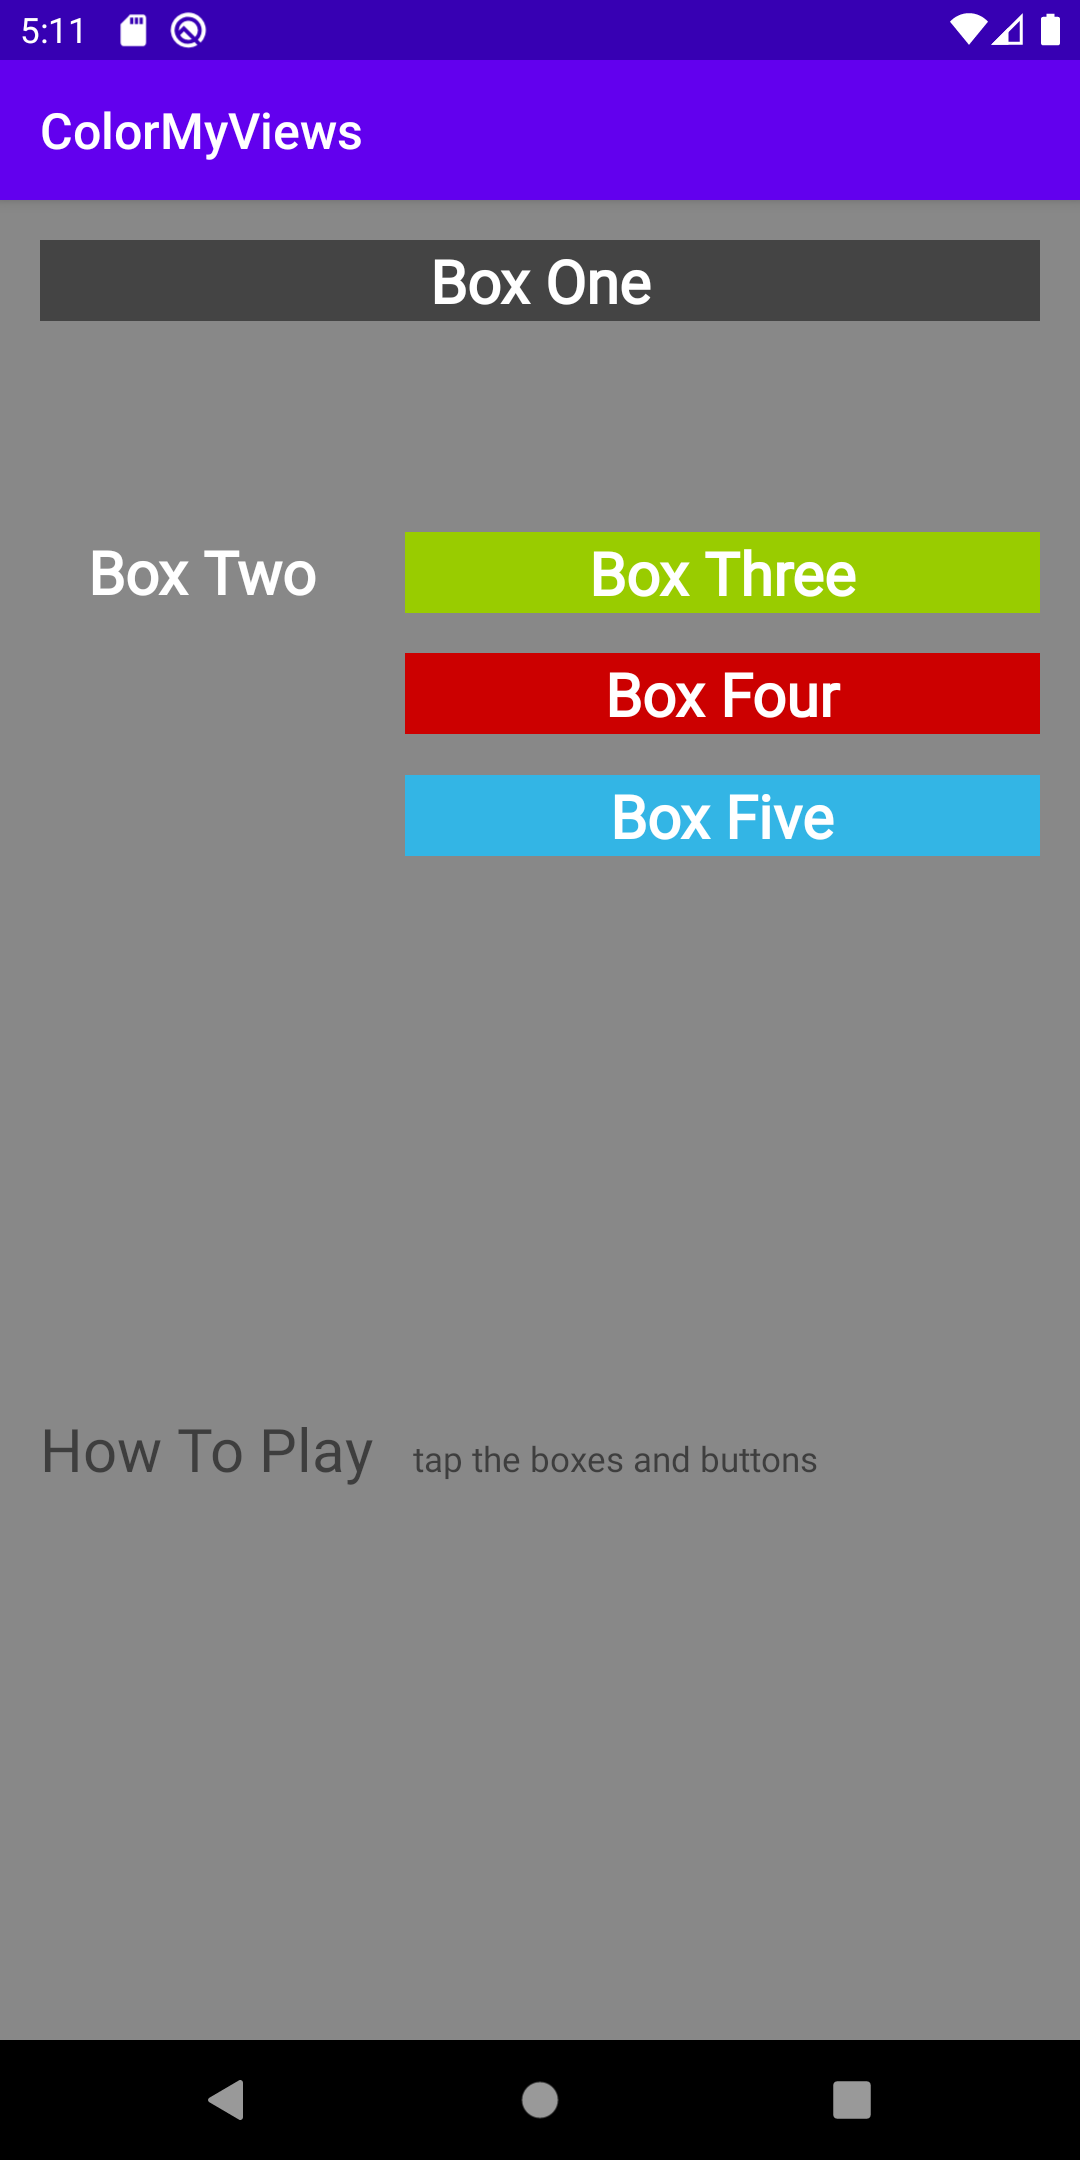 5:11
ColorMyViews
Box One
Box Two
Box Three
Box Four
Box Five
How To Play
tap the boxes and buttons